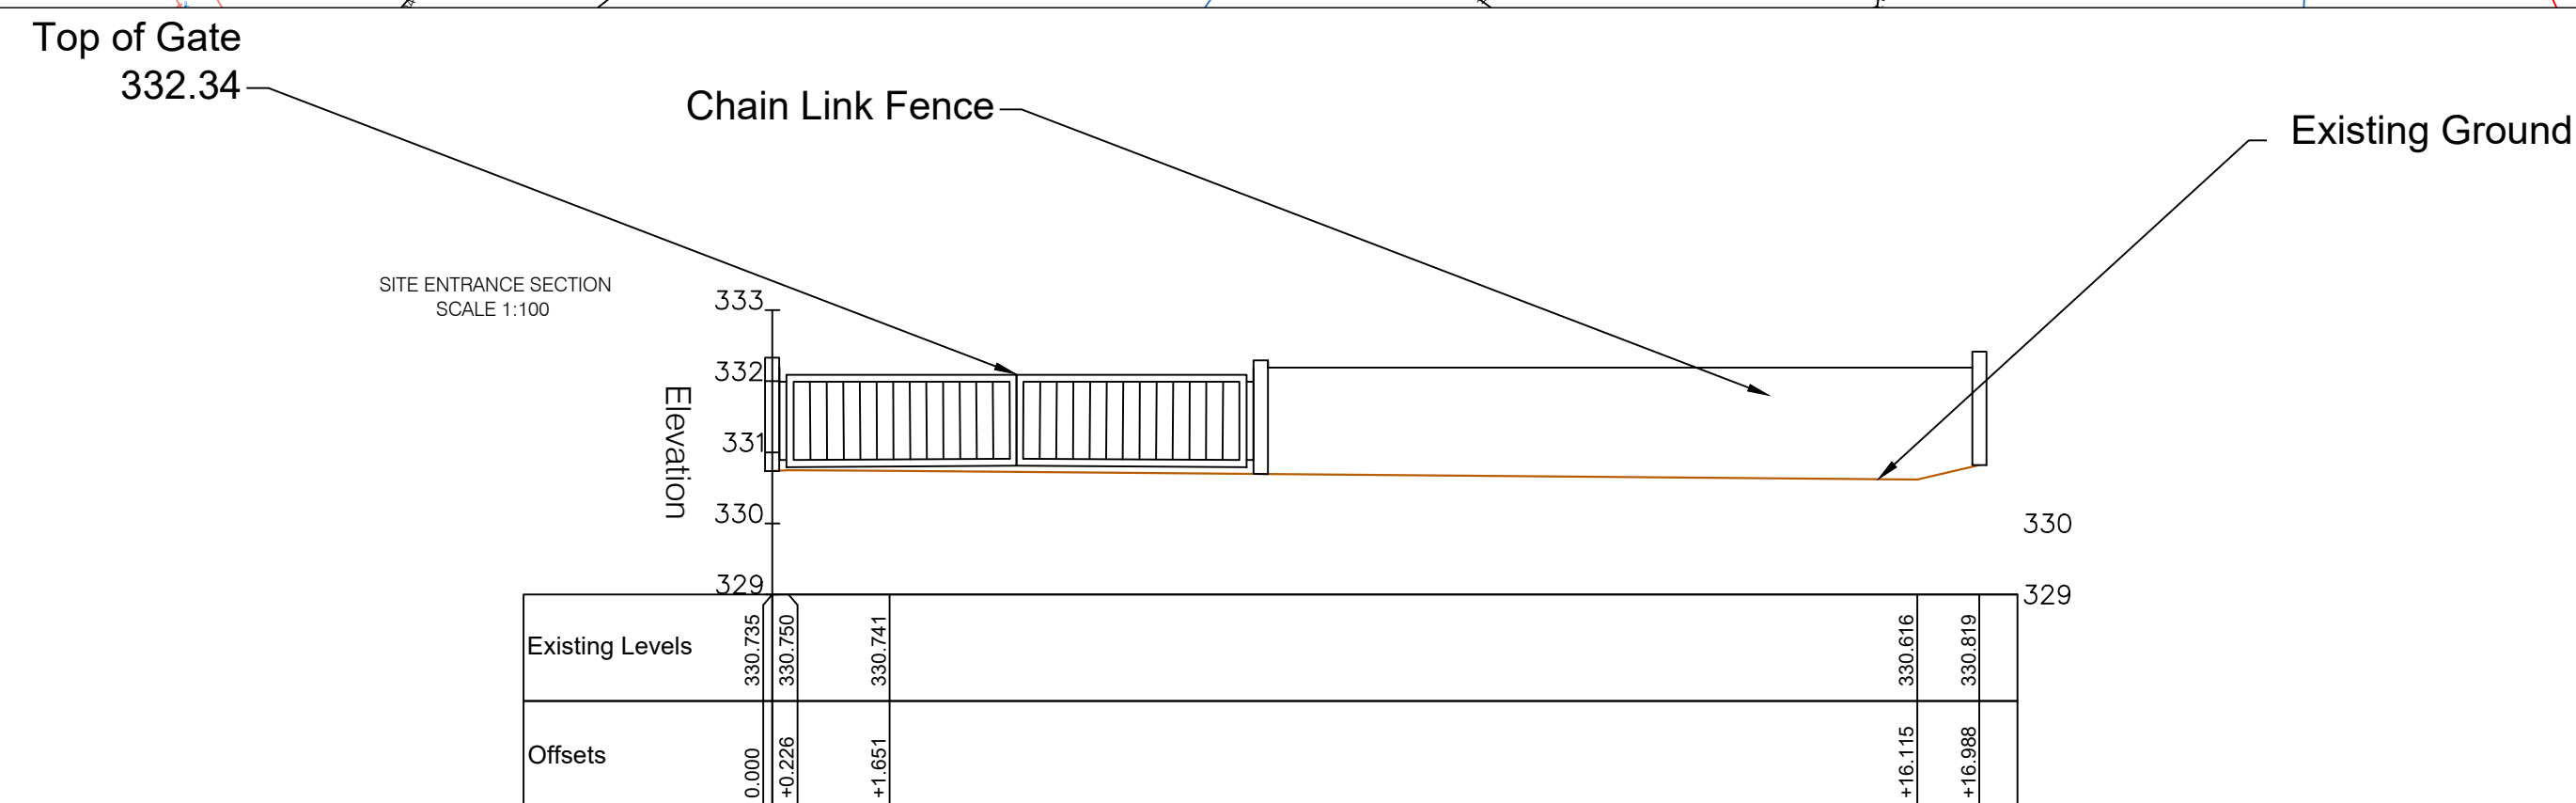 Top of Gate
332.34
Chain Link Fence
Existing Ground
SITE ENTRANCE SECTION
SCALE 1:100
Elevation
333
332
331
330
329
330
329
Existing Levels
330.735
330.750
330.741
330.616
330.819
Offsets
0.000
+0.226
+1.651
+16.115
+16.988